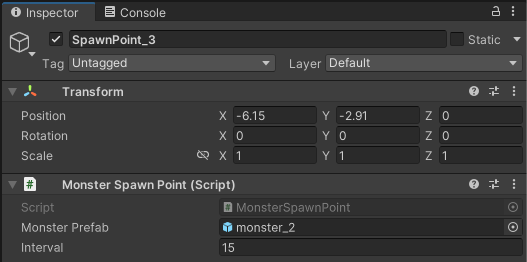 Inspector Console
SpawnPoint_3 Static
Tag Untagged Layer Default
Transform
Position X -6.15 Y -2.91 Z 0
Rotation X 0 Y 0 Z 0
Scale X 1 Y 1 Z 1
# Monster Spawn Point (Script)
Script # MonsterSpawnPoint
Monster Prefab monster_2
Interval 15